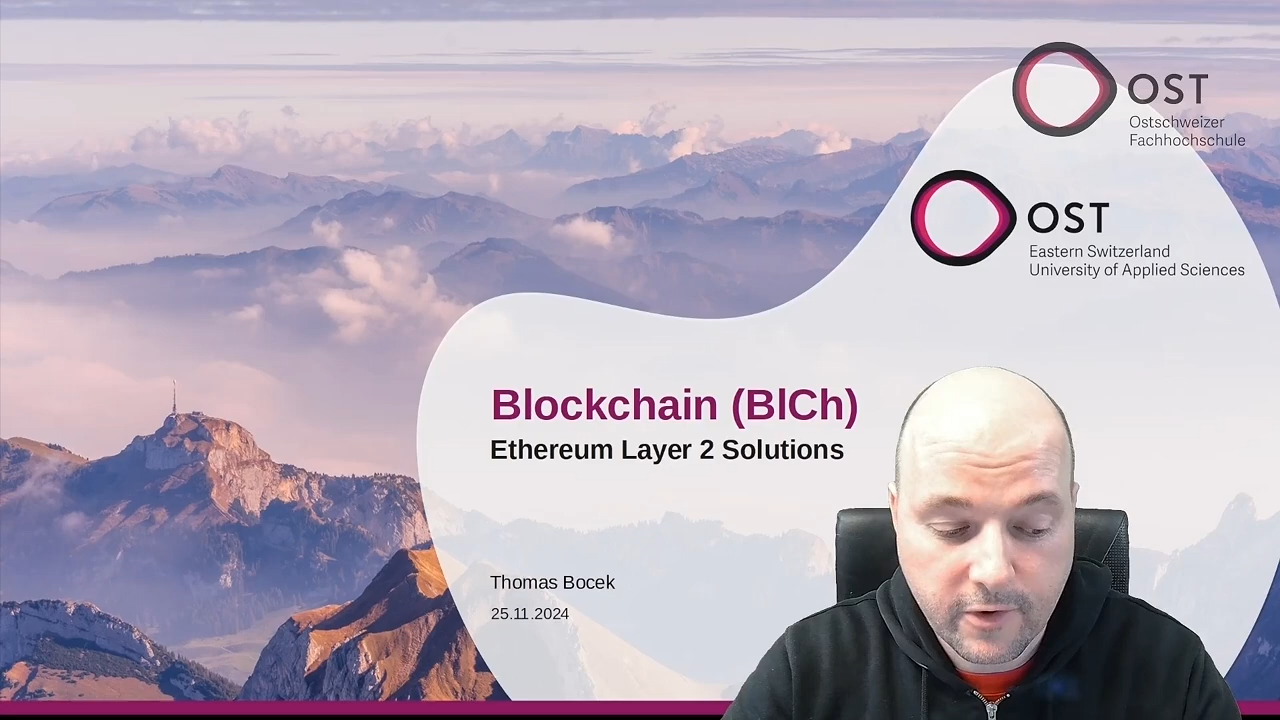 OST
Ostschweizer
Fachhochschule
OST
Eastern Switzerland
University of Applied Sciences
Blockchain (BlCh)
Ethereum Layer 2 Solutions
Thomas Bocek
25.11.2024